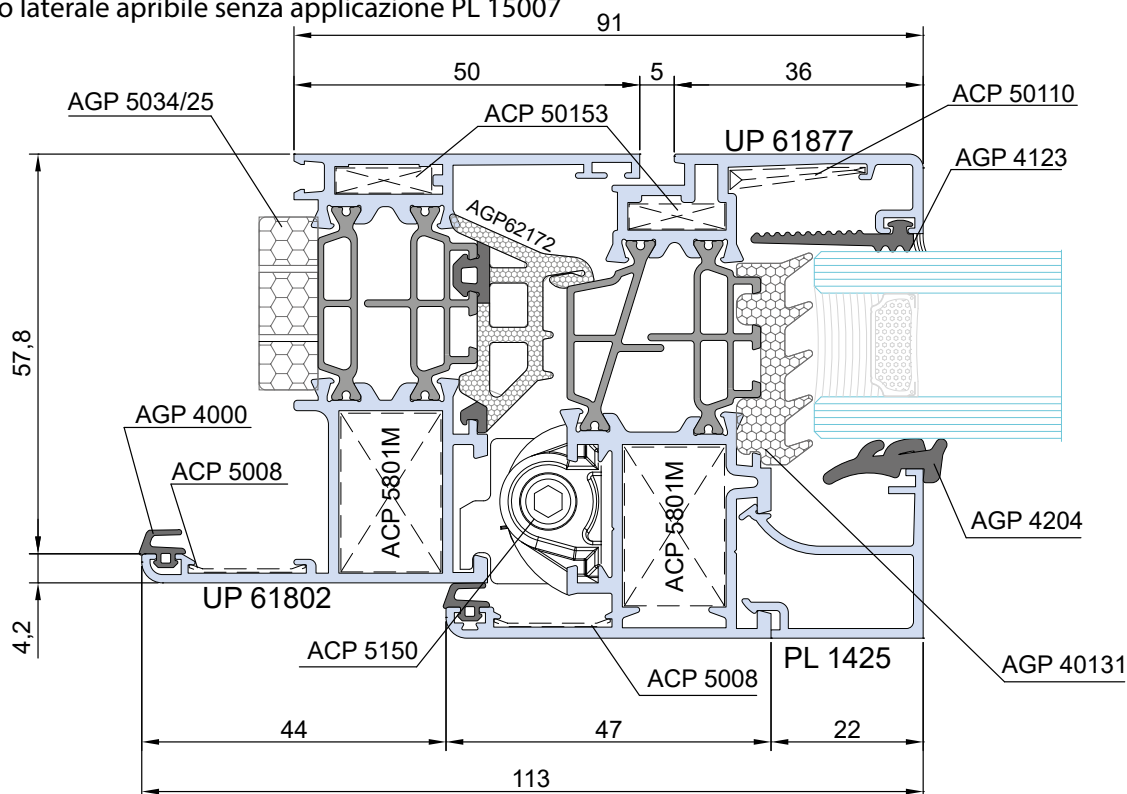 o laterale apribile senza applicazione PL 15007
91
50
5
36
AGP 5034/25
ACP 50153
ACP 50110
UP 61877
AGP 4123
AGP62172
57,8
AGP 4000
ACP 5008
ACP 5801M
ACP 5801M
AGP 4204
UP 61802
4,2
ACP 5150
ACP 5008
PL 1425
AGP 40131
44
47
22
113